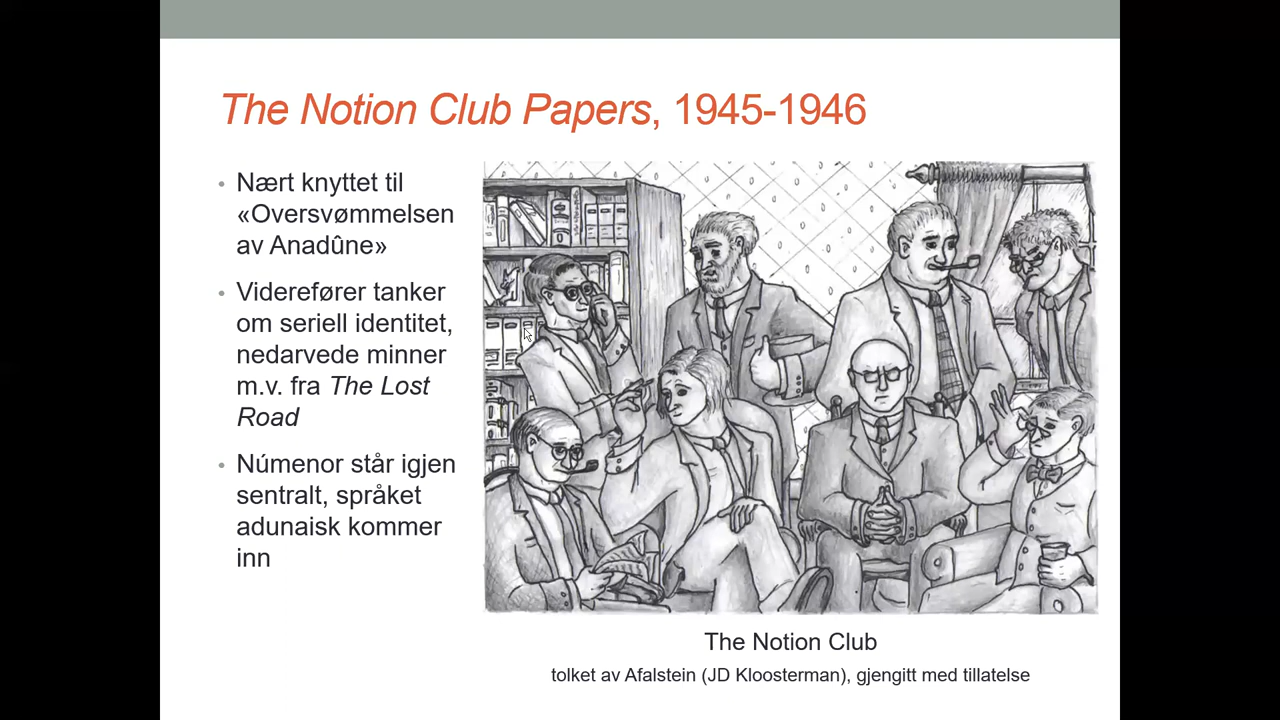 The Notion Club Papers, 1945-1946
• Nært knyttet til
«Oversvømmelsen
av Anadûne»
• Viderefører tanker
om seriell identitet,
nedarvede minner
m.v. fra The Lost
Road
• Númenor står igjen
sentralt, språket
adunaisk kommer
inn
The Notion Club
tolket av Afalstein (JD Kloosterman), gjengitt med tillatelse